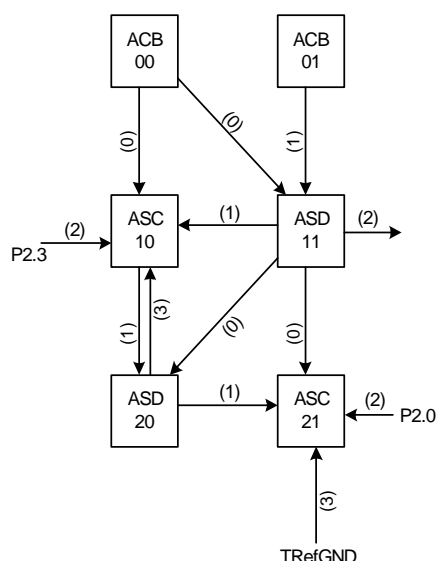 ACB
00
ACB
01
(0)
(0)
(1)
ASC
10
(1)
ASD
11
(2)
(2)
P2.3
(1)
(3)
(0)
(0)
ASD
20
(1)
ASC
21
(2)
P2.0
(3)
TRefGND